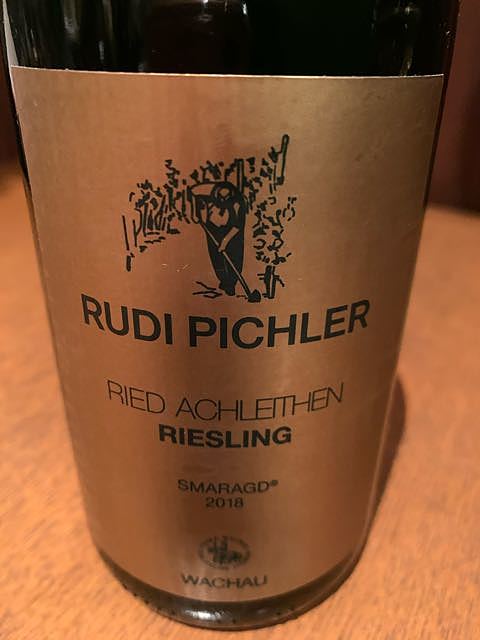 RUDI PICHLER
RIED ACHLEITHEN
RIESLING
SMARAGD®
2018
WACHAU